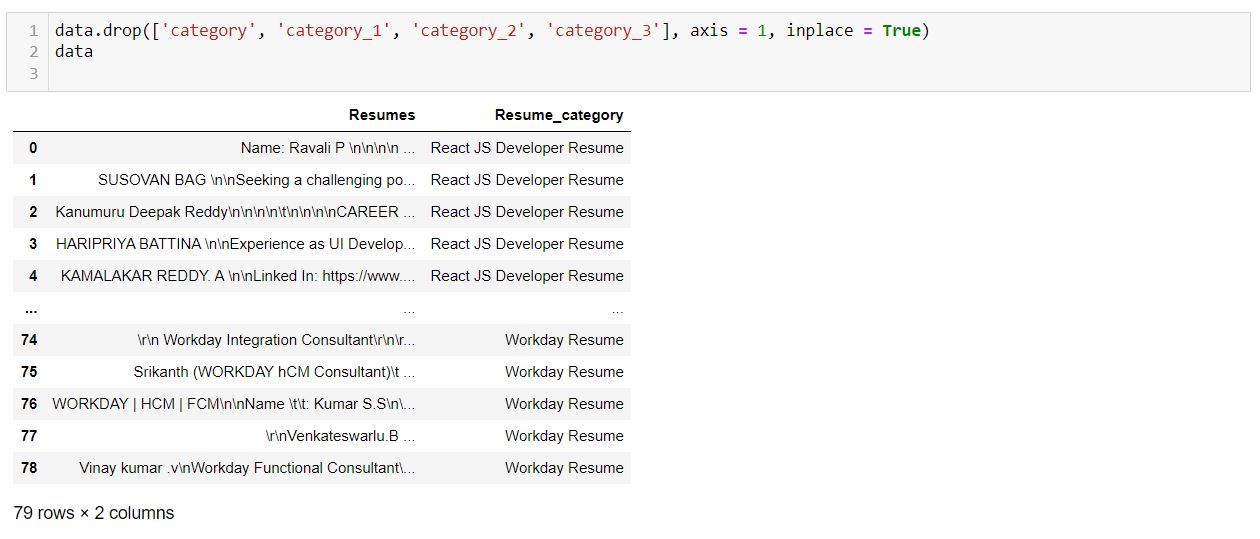 1 data.drop(['category', 'category_1', 'category_2', 'category_3'], axis = 1, inplace = True)
2 data
3
Resumes Resume_category
0 Name: Ravali P \n\n\n\n ... React JS Developer Resume
1 SUSOVAN BAG \n\nSeeking a challenging po... React JS Developer Resume
2 Kanumuru Deepak Reddy\n\n\n\n\t\n\n\n\nCAREER ... React JS Developer Resume
3 HARIPRIYA BATTINA \n\nExperience as UI Develop... React JS Developer Resume
4 KAMALAKAR REDDY. A \n\nLinked In: https://www.... React JS Developer Resume
... ... ...
74 \r\n Workday Integration Consultant\r\n\r... Workday Resume
75 Srikanth (WORKDAY hCM Consultant)\t ... Workday Resume
76 WORKDAY | HCM | FCM\n\nName \t\t: Kumar S.S\n\... Workday Resume
77 \r\nVenkateswarlu.B ... Workday Resume
78 Vinay kumar .v\nWorkday Functional Consultant\... Workday Resume
79 rows × 2 columns